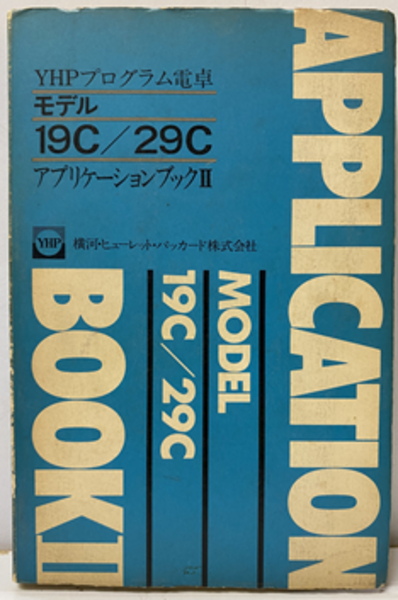 YHPプログラム電卓
モデル
19C／29C
アプリケーションブックII
YHP 横河・ヒューレット・パッカード株式会社
APPLICATION
MODEL
19C／29C
BOOK II